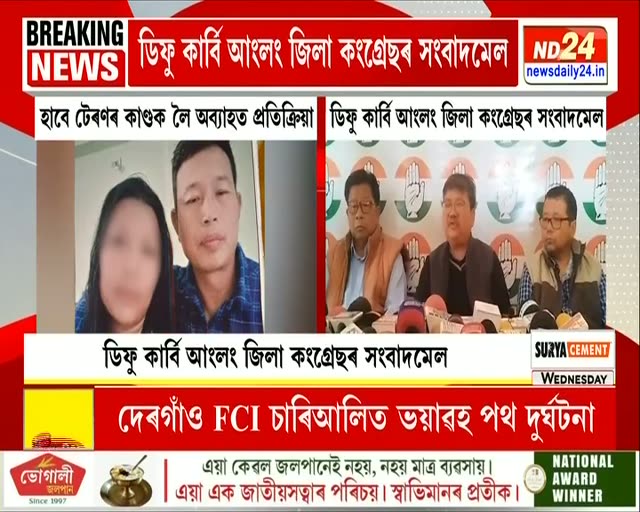 BREAKING
NEWS
ডিফু কাৰ্বি আংলং জিলা কংগ্ৰেছৰ সংবাদমেল
ND24
newsdaily24.in
হাবে টেৰণৰ কাণ্ডক লৈ অব্যাহত প্ৰতিক্ৰিয়া
ডিফু কাৰ্বি আংলং জিলা কংগ্ৰেছৰ সংবাদমেল
ডিফু কাৰ্বি আংলং জিলা কংগ্ৰেছৰ সংবাদমেল
SURYA CEMENT
WEDNESDAY
দেৰগাঁও FCI চাৰিআলিত ভয়াৱহ পথ দুৰ্ঘটনা
ভোগালী
জলপান
Since 1997
এয়া কেৱল জলপানেই নহয়, নহয় মাত্ৰ ব্যৱসায়।
এয়া এক জাতীয়সত্বাৰ পৰিচয়। স্বাভিমানৰ প্ৰতীক।
NATIONAL
AWARD
WINNER